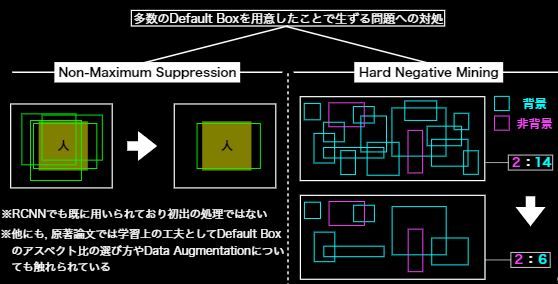 多数のDefault Boxを用意したことで生ずる問題への対処
Non-Maximum Suppression
人
人
※RCNNでも既に用いられており初出の処理ではない
※他にも, 原著論文では学習上の工夫としてDefault Box
のアスペクト比の選び方やData Augmentationについ
ても触れられている
Hard Negative Mining
背景
非背景
2 : 14
2 : 6